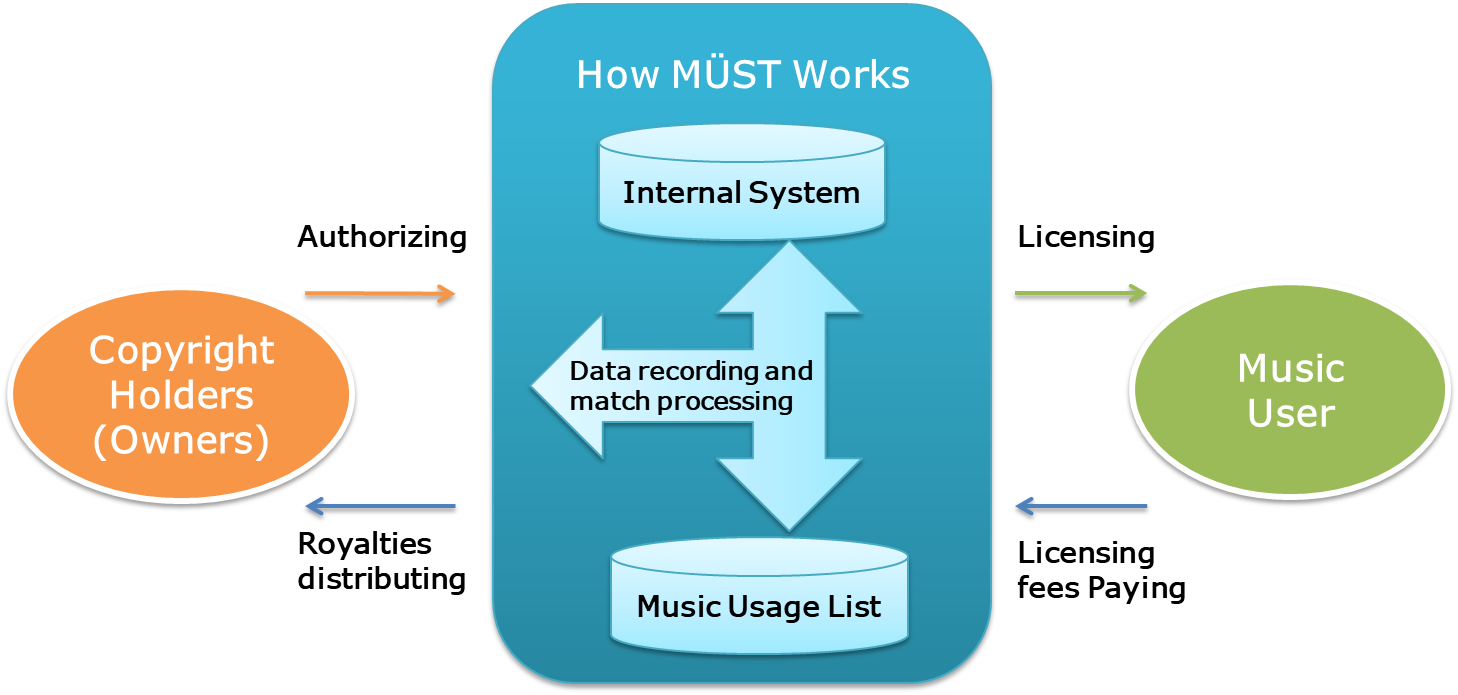 How MÜST Works
Internal System
Authorizing
Licensing
Copyright
Holders
(Owners)
Data recording and
match processing
Music
User
Royalties
distributing
Licensing
fees Paying
Music Usage List